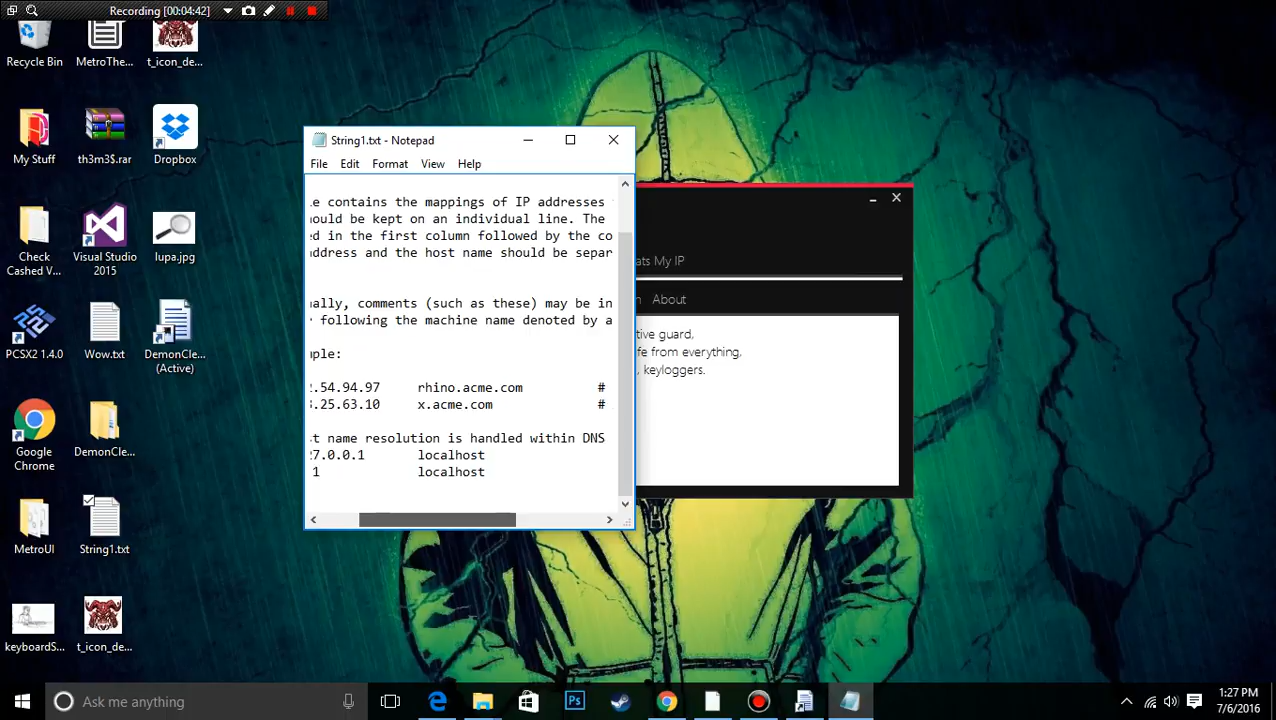 Recording [00:04:42]
Recycle Bin
MetroThe...
t_icon_de...
My Stuff
th3m3$.rar
Dropbox
Check
Cashed V...
Visual Studio
2015
lupa.jpg
PCSX2 1.4.0
Wow.txt
DemonCle...
(Active)
Google
Chrome
DemonCle...
MetroUI
String1.txt
keyboardS...
t_icon_de...
String1.txt - Notepad
File Edit Format View Help
le contains the mappings of IP addresses
ould be kept on an individual line. The
ed in the first column followed by the co
address and the host name should be separ
ally, comments (such as these) may be in
following the machine name denoted by a
mple:
.54.94.97 rhino.acme.com #
.25.63.10 x.acme.com #
t name resolution is handled within DNS
27.0.0.1 localhost
1 localhost
ats My IP
About
tive guard,
fe from everything,
, keyloggers.
Ask me anything
Ps
1:27 PM
7/6/2016